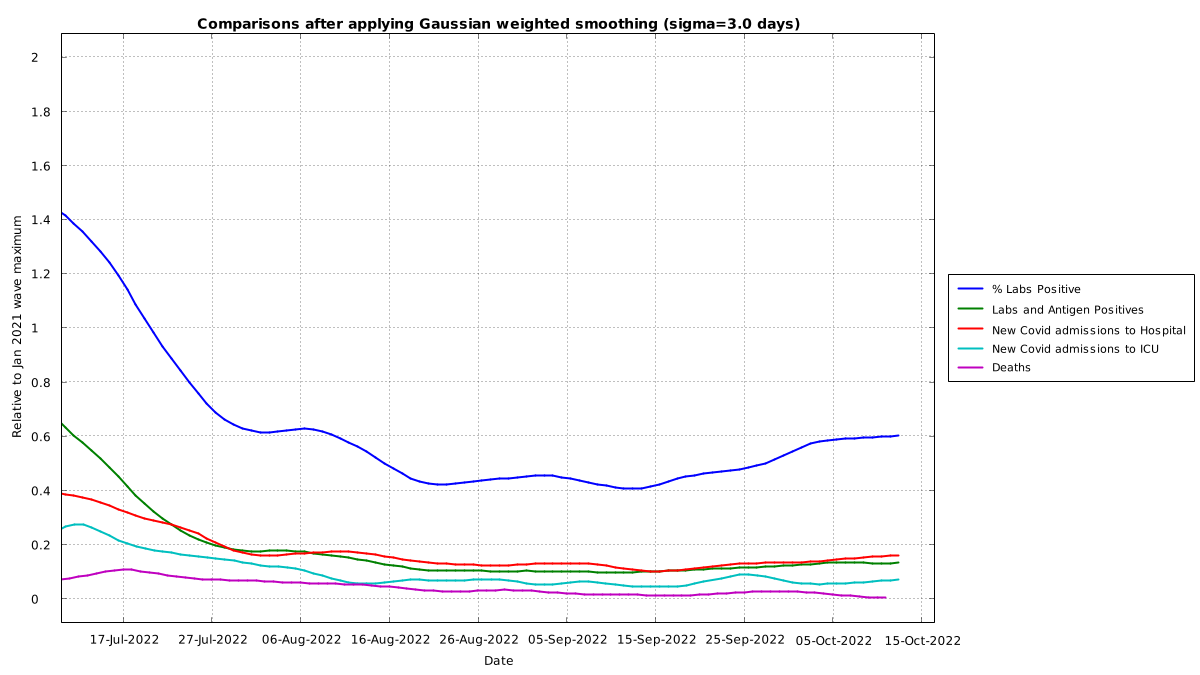 Comparisons after applying Gaussian weighted smoothing (sigma=3.0 days)
Relative to Jan 2021 wave maximum
2
1.8
1.6
1.4
1.2
1
0.8
0.6
0.4
0.2
0
17-Jul-2022 27-Jul-2022 06-Aug-2022 16-Aug-2022 26-Aug-2022 05-Sep-2022 15-Sep-2022 25-Sep-2022 05-Oct-2022 15-Oct-2022
Date
% Labs Positive
Labs and Antigen Positives
New Covid admissions to Hospital
New Covid admissions to ICU
Deaths